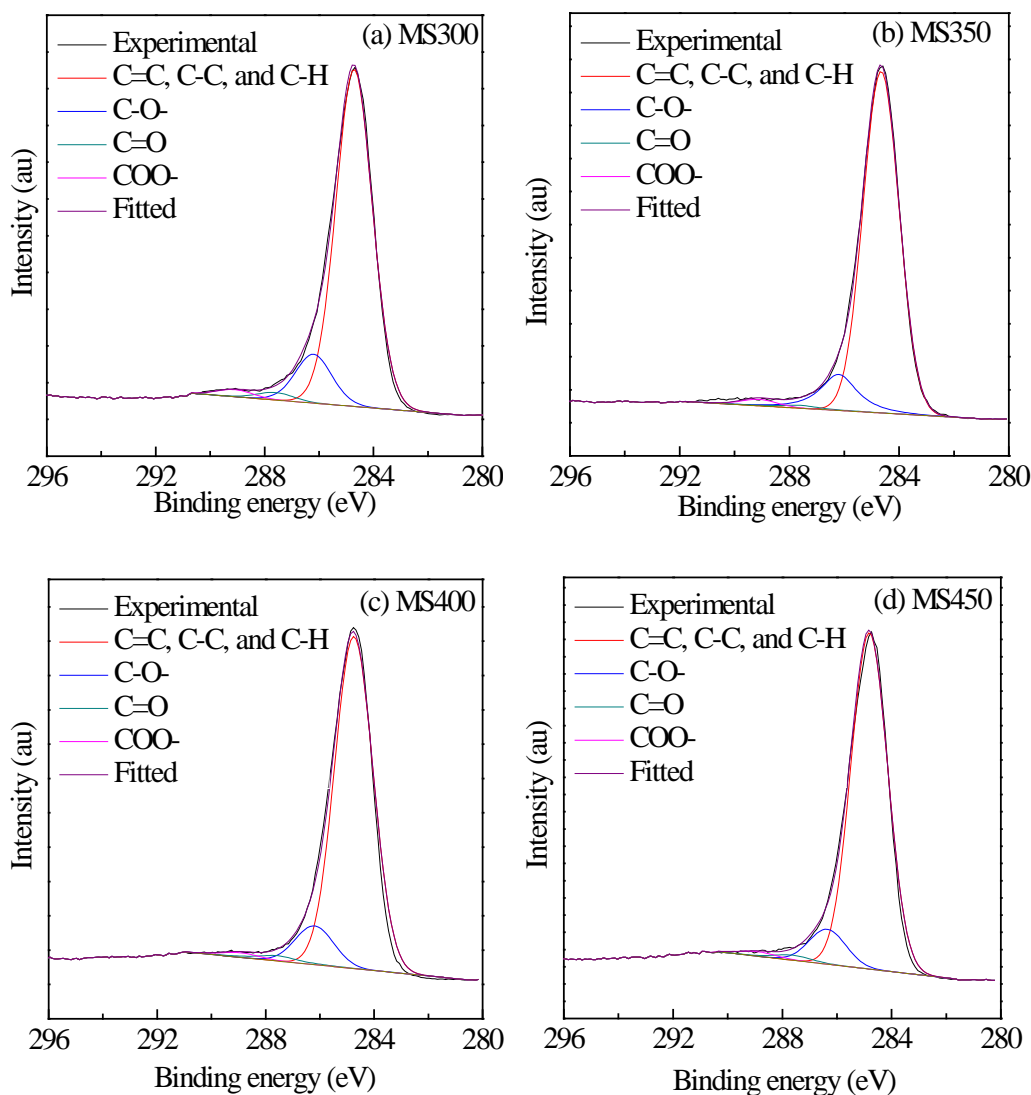 (a) MS300
Experimental
C=C, C-C, and C-H
C-O-
C=O
COO-
Fitted
Intensity (au)
296 292 288 284 280
Binding energy (eV)
(b) MS350
Experimental
C=C, C-C, and C-H
C-O-
C=O
COO-
Fitted
Intensity (au)
296 292 288 284 280
Binding energy (eV)
(c) MS400
Experimental
C=C, C-C, and C-H
C-O-
C=O
COO-
Fitted
Intensity (au)
296 292 288 284 280
Binding energy (eV)
(d) MS450
Experimental
C=C, C-C, and C-H
C-O-
C=O
COO-
Fitted
Intensity (au)
296 292 288 284 280
Binding energy (eV)